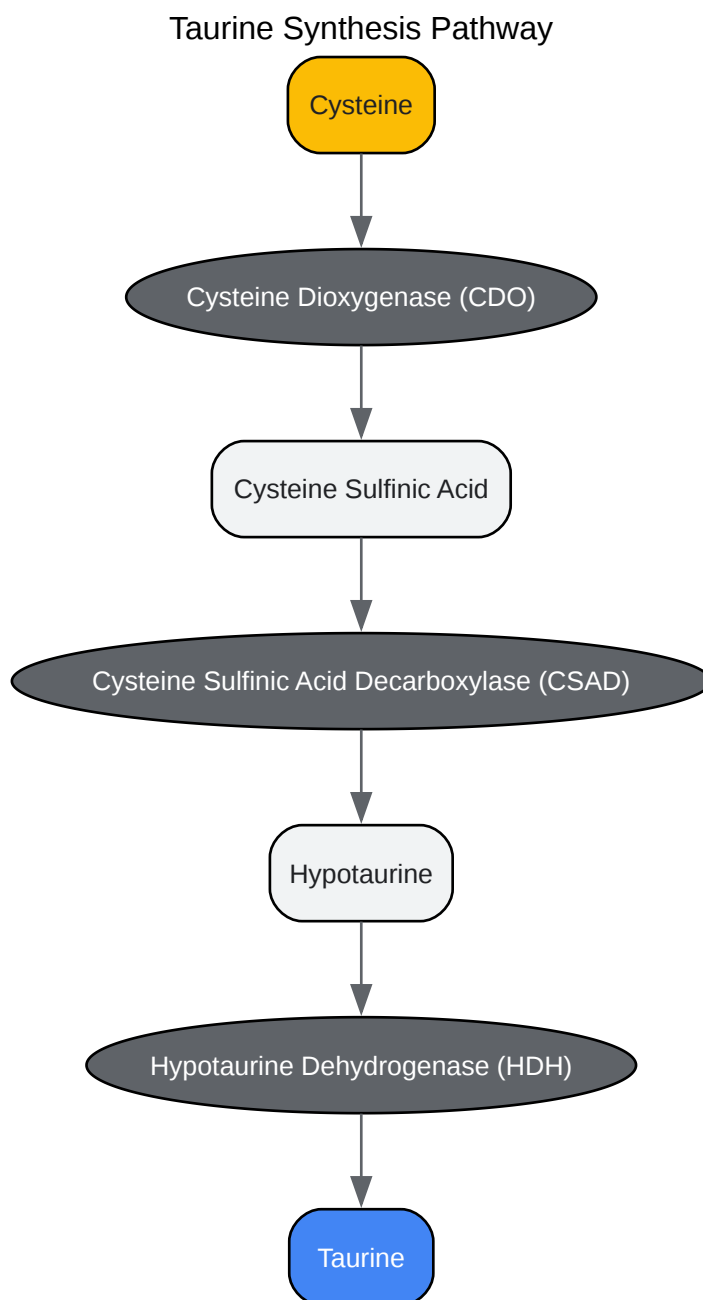 Taurine Synthesis Pathway
Cysteine
Cysteine Dioxygenase (CDO)
Cysteine Sulfinic Acid
Cysteine Sulfinic Acid Decarboxylase (CSAD)
Hypotaurine
Hypotaurine Dehydrogenase (HDH)
Taurine